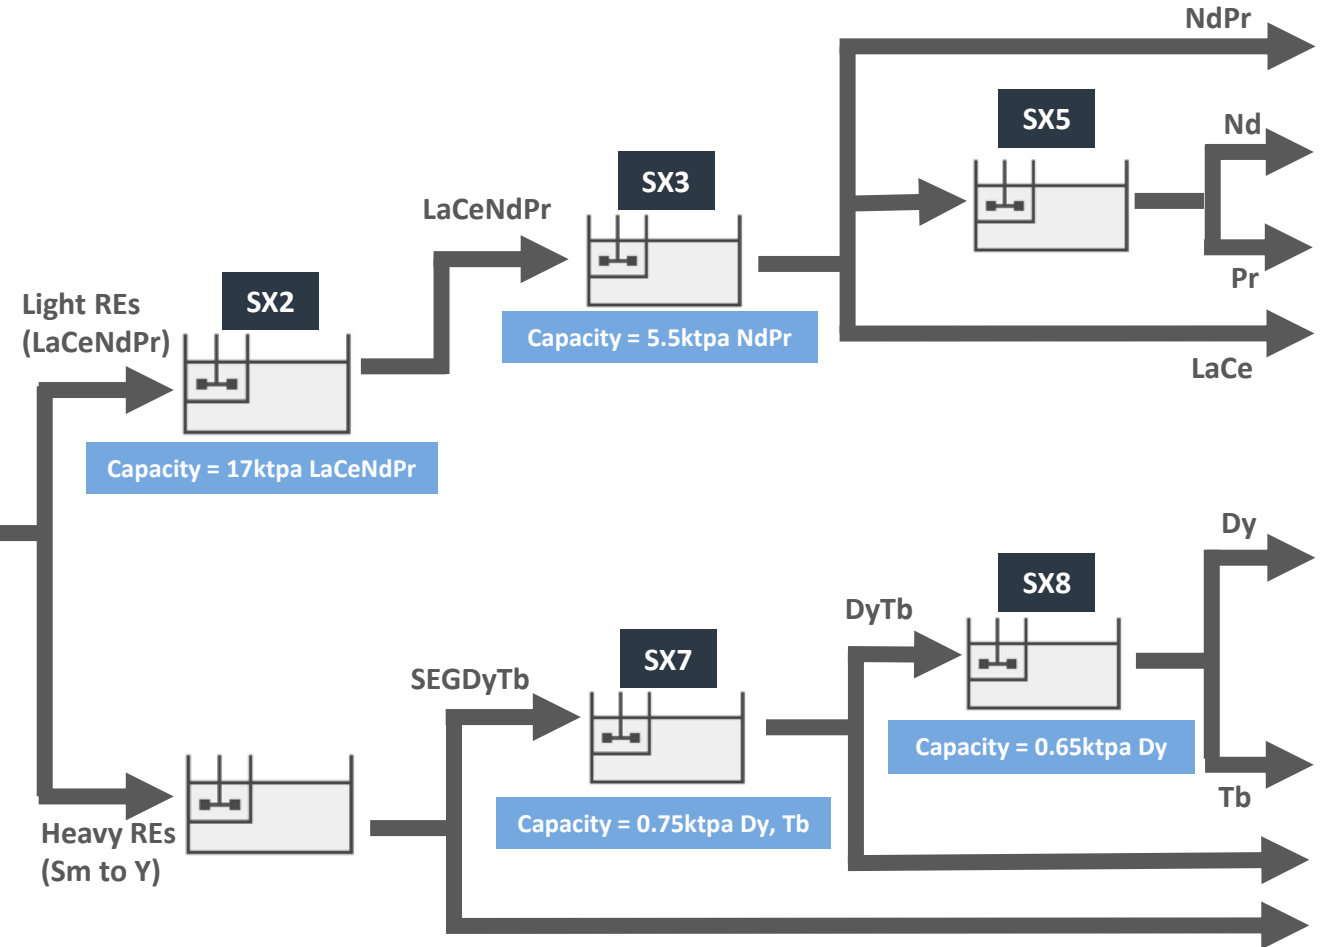 NdPr
SX5
Nd
SX3
LaCeNdPr
Pr
SX2
Light REs
(LaCeNdPr)
Capacity = 5.5ktpa NdPr
LaCe
Capacity = 17ktpa LaCeNdPr
Dy
SX8
DyTb
SX7
SEGDyTb
Capacity = 0.65ktpa Dy
Tb
Capacity = 0.75ktpa Dy, Tb
Heavy REs
(Sm to Y)